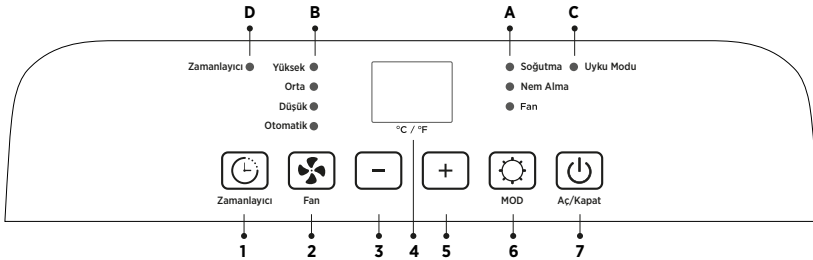 D B A C
Zamanlayıcı Yüksek Soğutma Uyku Modu
Orta Nem Alma
Düşük Fan
Otomatik
°C / °F
− +
Zamanlayıcı Fan MOD Aç/Kapat
1 2 3 4 5 6 7